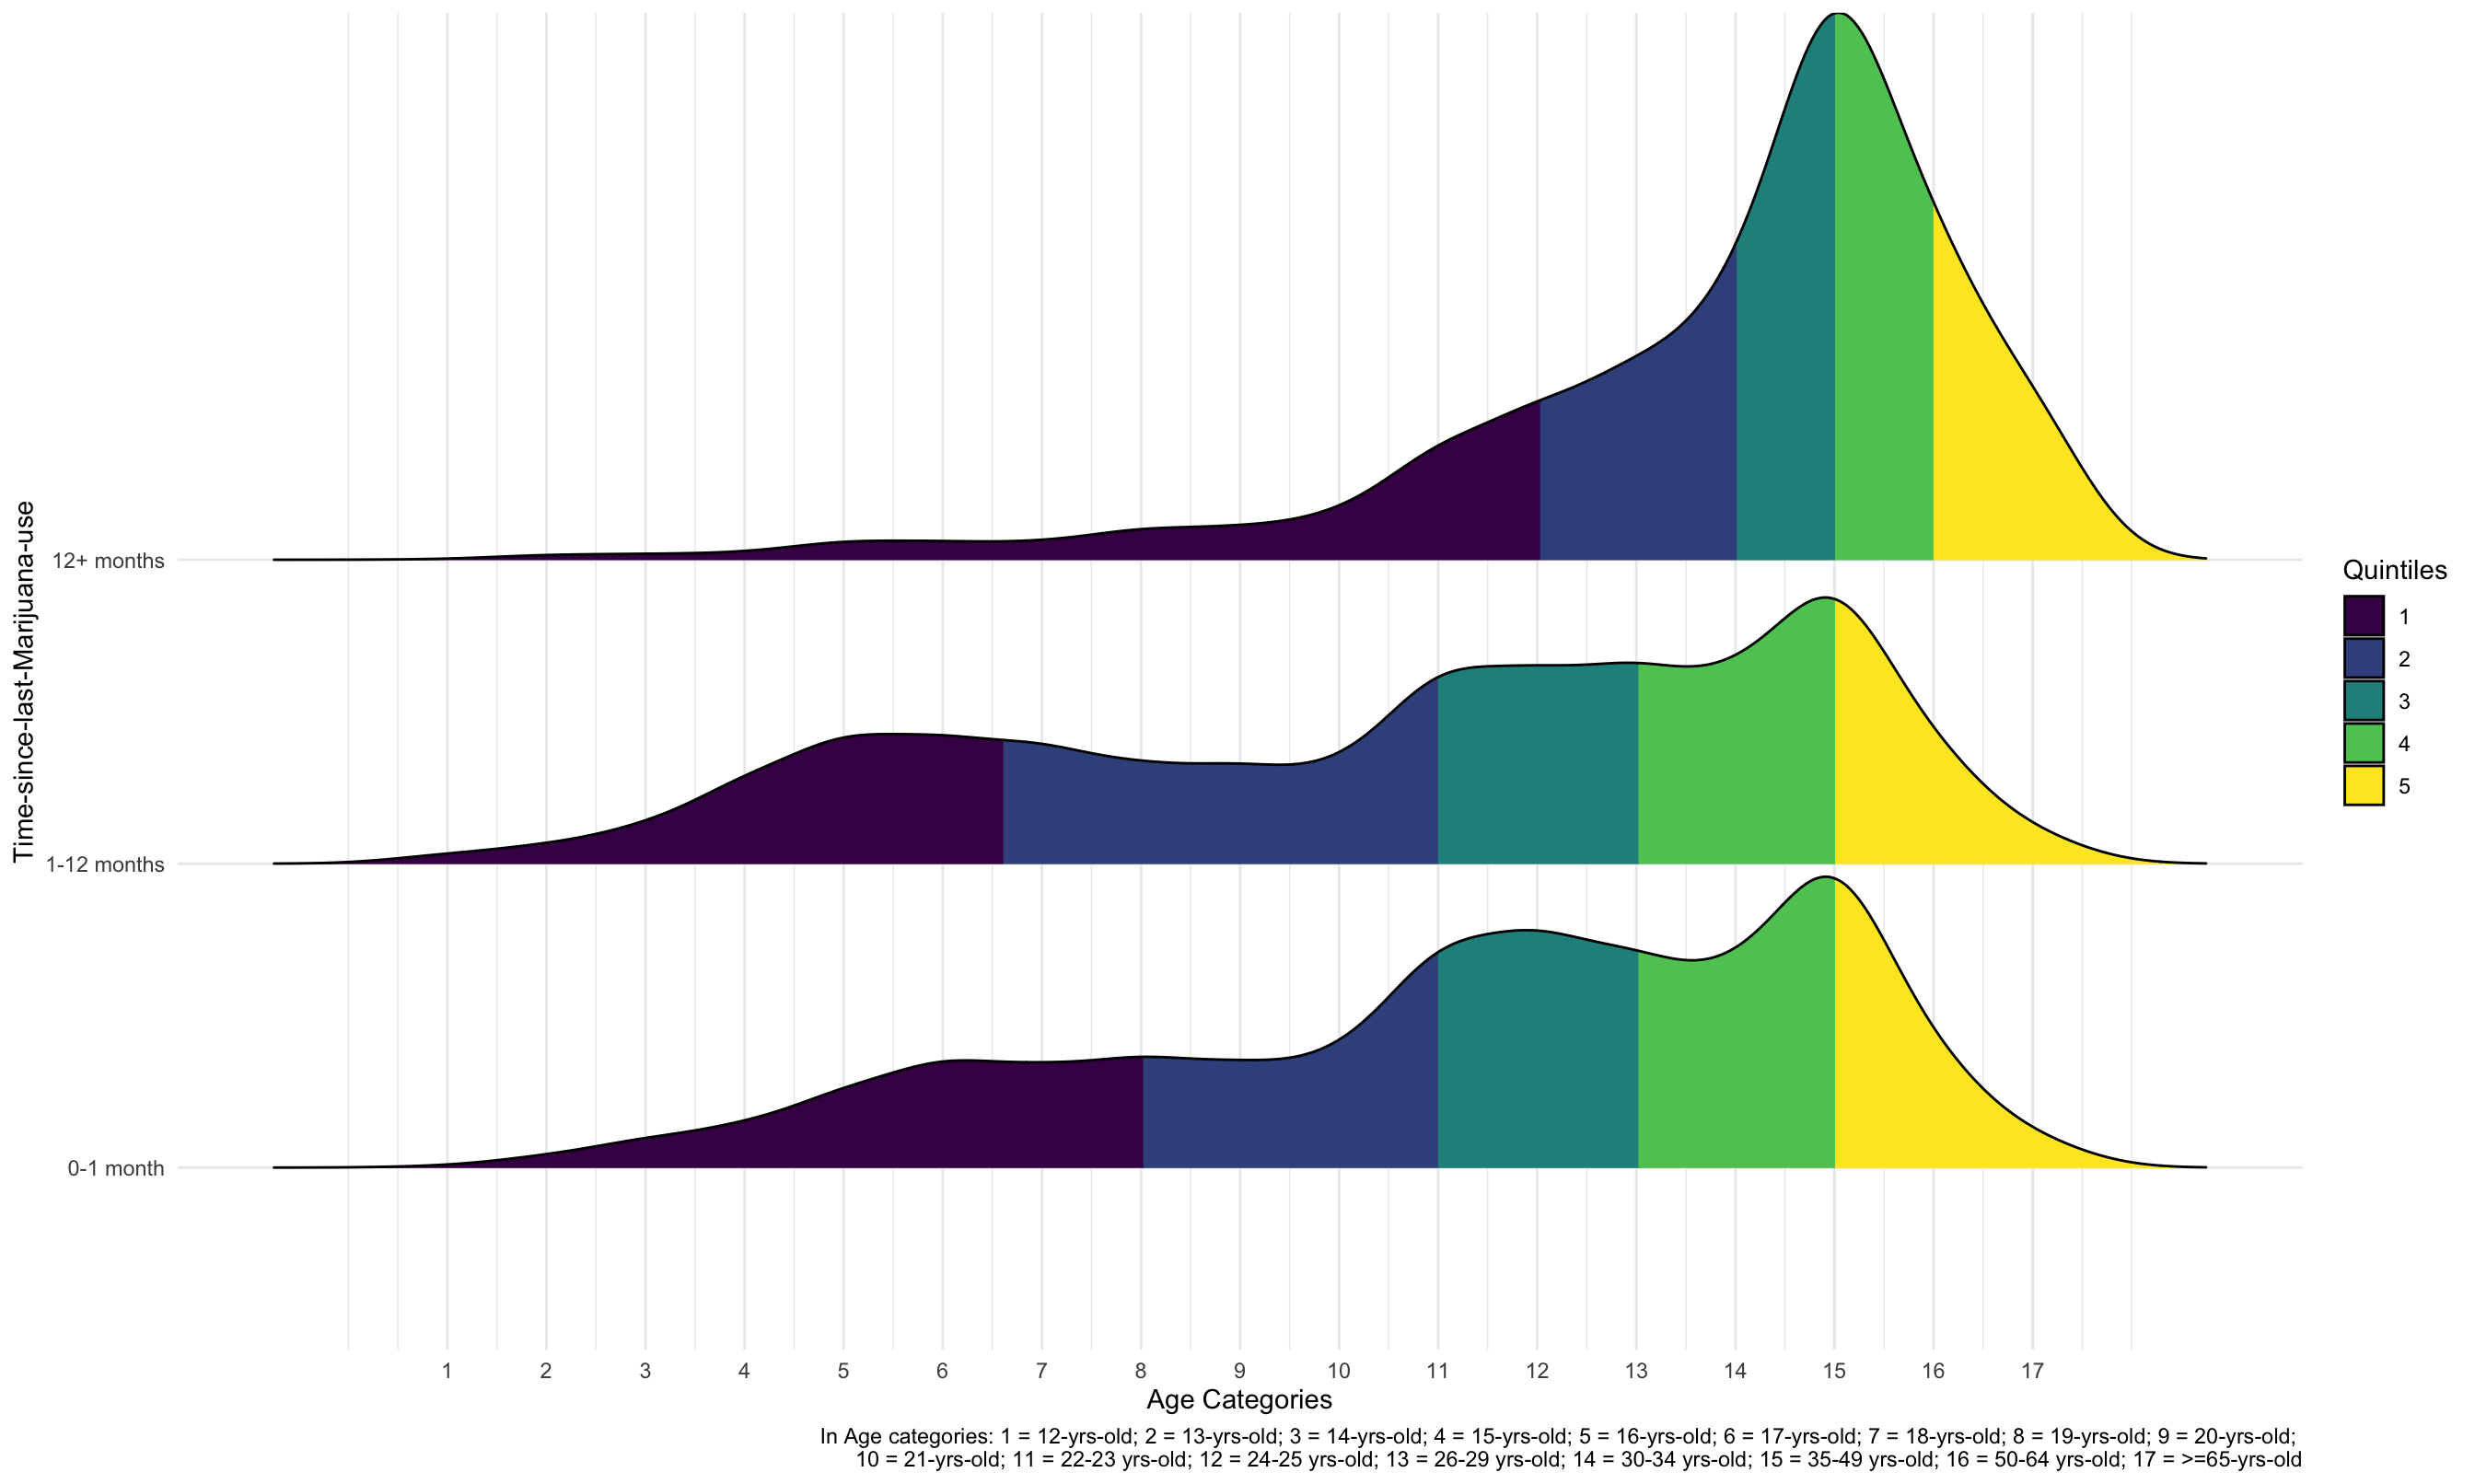 Time-since-last-Marijuana-use
12+ months
1-12 months
0-1 month
1 2 3 4 5 6 7 8 9 10 11 12 13 14 15 16 17
Age Categories
Quintiles
1
2
3
4
5
In Age categories: 1 = 12-yrs-old; 2 = 13-yrs-old; 3 = 14-yrs-old; 4 = 15-yrs-old; 5 = 16-yrs-old; 6 = 17-yrs-old; 7 = 18-yrs-old; 8 = 19-yrs-old; 9 = 20-yrs-old;
10 = 21-yrs-old; 11 = 22-23 yrs-old; 12 = 24-25 yrs-old; 13 = 26-29 yrs-old; 14 = 30-34 yrs-old; 15 = 35-49 yrs-old; 16 = 50-64 yrs-old; 17 = >=65-yrs-old